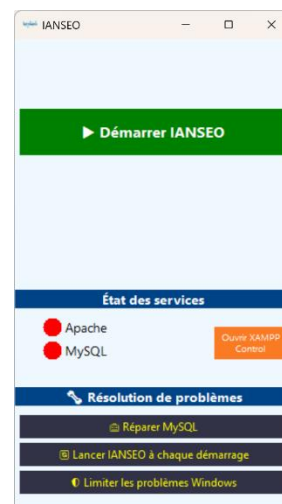 IANSEO
▶ Démarrer IANSEO
État des services
Apache
MySQL
Ouvrir XAMPP
Control
Résolution de problèmes
Réparer MySQL
Lancer IANSEO à chaque démarrage
Limiter les problèmes Windows